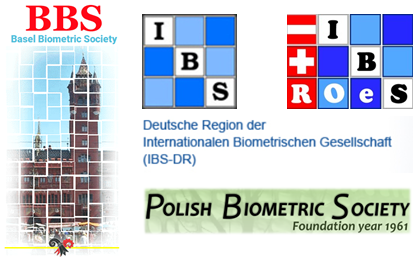 BBS
Basel Biometric Society
I
B
S
I
B S
R O e S
Deutsche Region der
Internationalen Biometrischen Gesellschaft
(IBS-DR)
POLISH BIOMETRIC SOCIETY
Foundation year 1961